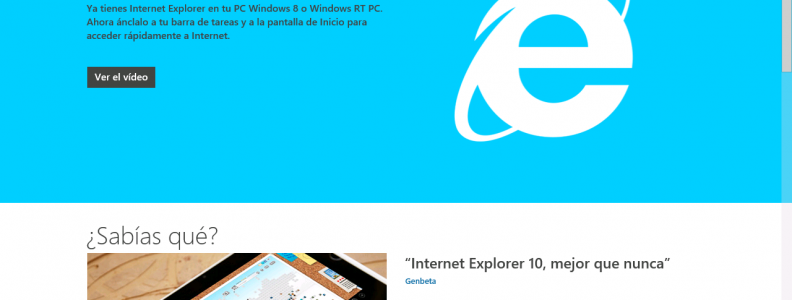 Ya tienes Internet Explorer en tu PC Windows 8 o Windows RT PC.
Ahora ánclalo a tu barra de tareas y a la pantalla de Inicio para
acceder rápidamente a Internet.
Ver el vídeo
¿Sabías qué?
“Internet Explorer 10, mejor que nunca”
Genbeta